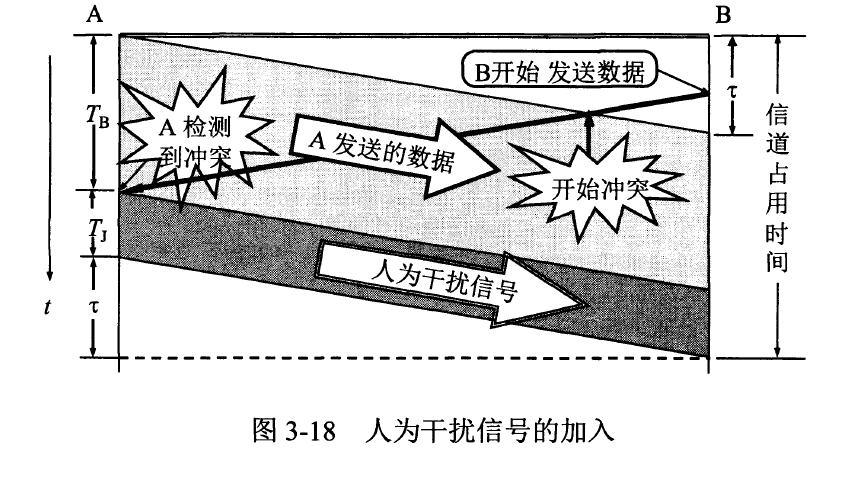 A
B
B开始 发送数据
τ
T_B
A 检测
到冲突
A 发送的数据
开始冲突
信道占用时间
T_J
人为干扰信号
t
τ
图 3-18 人为干扰信号的加入